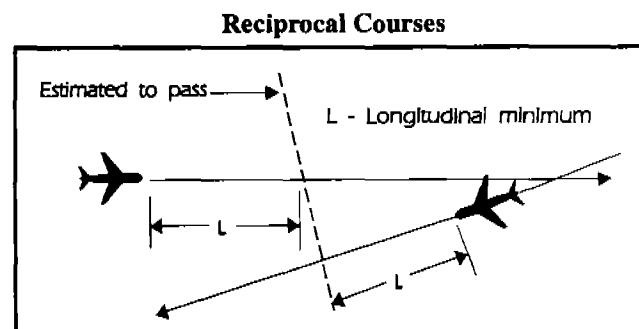 Reciprocal Courses
Estimated to pass
L - Longitudinal minimum
L
L